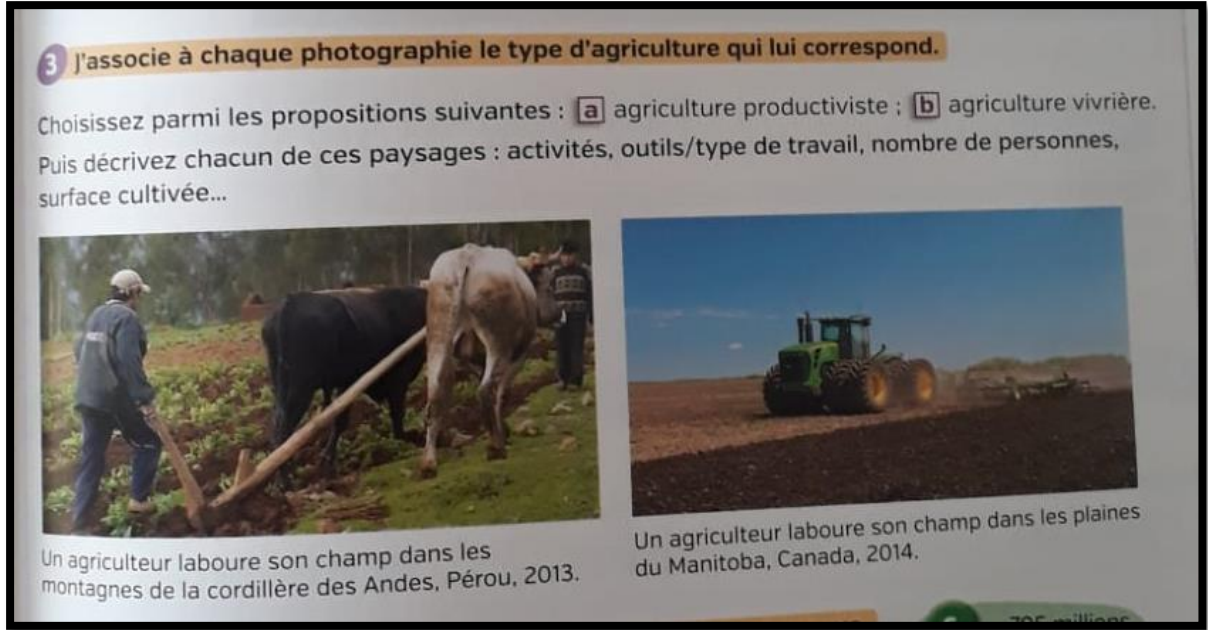 3 J'associe à chaque photographie le type d'agriculture qui lui correspond.
Choisissez parmi les propositions suivantes : a agriculture productiviste ; b agriculture vivrière.
Puis décrivez chacun de ces paysages : activités, outils/type de travail, nombre de personnes,
surface cultivée...
Un agriculteur laboure son champ dans les
montagnes de la cordillère des Andes, Pérou, 2013.
Un agriculteur laboure son champ dans les plaines
du Manitoba, Canada, 2014.